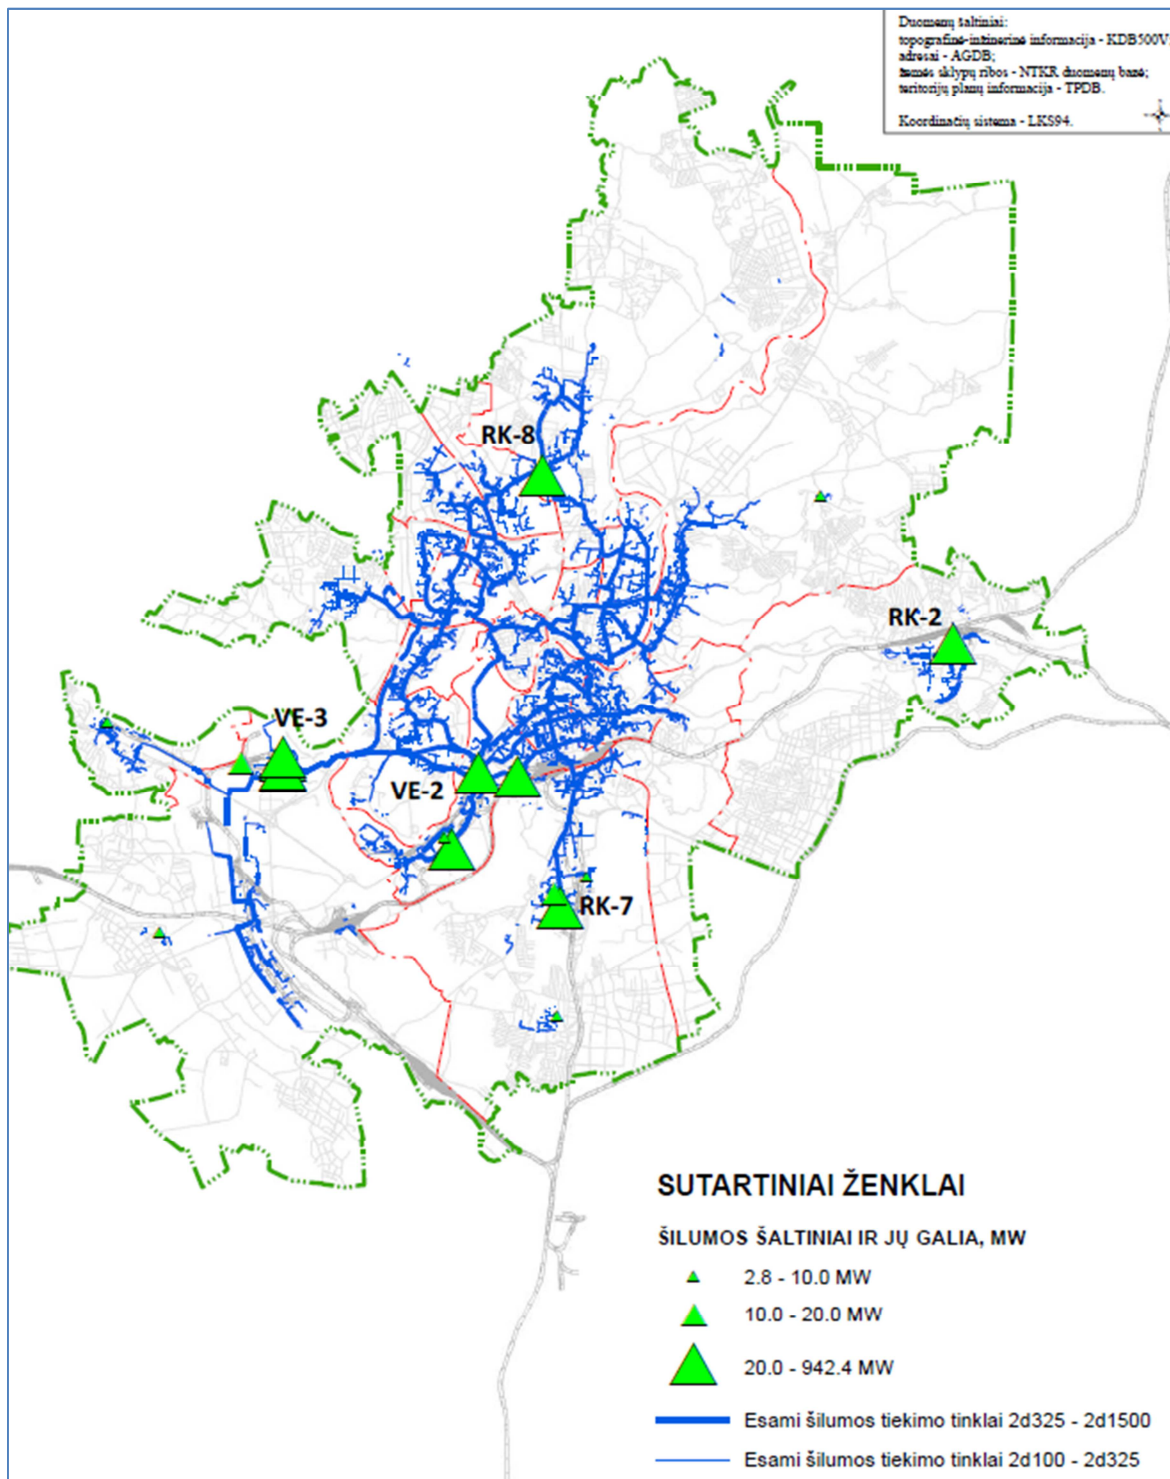 Duomenų šaltiniai:
topografinė-inžinerinė informacija - KDB500V
adresai - AGDB;
žemės sklypų ribos - NTKR duomenų bazė;
teritorijų planų informacija - TPDB.
Koordinačių sistema - LKS94.
RK-8
RK-2
VE-3
VE-2
RK-7
SUTARTINIAI ŽENKLAI
ŠILUMOS ŠALTINIAI IR JŲ GALIA, MW
2.8 - 10.0 MW
10.0 - 20.0 MW
20.0 - 942.4 MW
Esami šilumos tiekimo tinklai 2d325 - 2d1500
Esami šilumos tiekimo tinklai 2d100 - 2d325